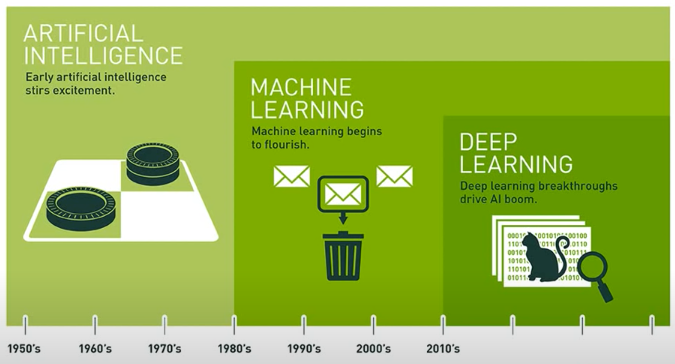 ARTIFICIAL
INTELLIGENCE
Early artificial intelligence
stirs excitement.
MACHINE
LEARNING
Machine learning begins
to flourish.
DEEP
LEARNING
Deep learning breakthroughs
drive AI boom.
1950's 1960's 1970's 1980's 1990's 2000's 2010's